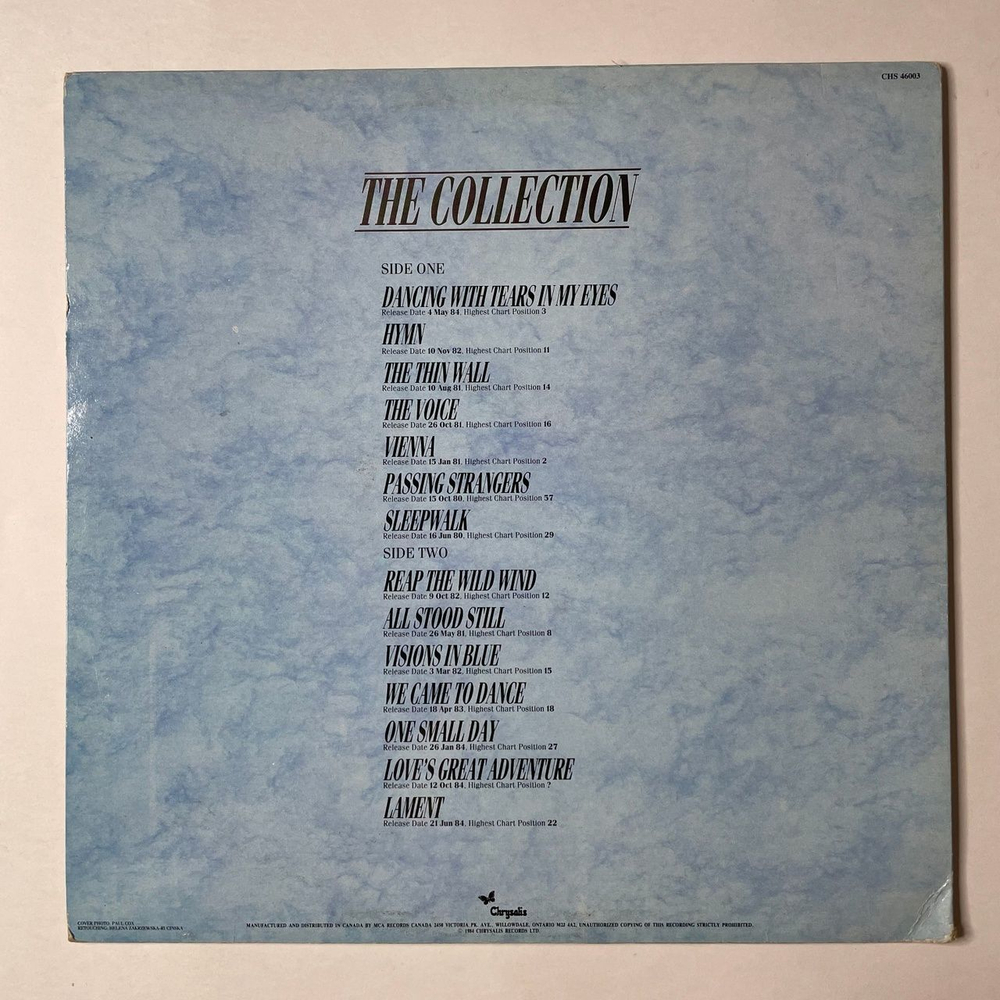 CHS 46003
THE COLLECTION
SIDE ONE
DANCING WITH TEARS IN MY EYES
Release Date 4 May 84, Highest Chart Position 3
HYMN
Release Date 10 Nov 82, Highest Chart Position 11
THE THIN WALL
Release Date 10 Aug 81, Highest Chart Position 14
THE VOICE
Release Date 26 Oct 81, Highest Chart Position 16
VIENNA
Release Date 15 Jan 81, Highest Chart Position 2
PASSING STRANGERS
Release Date 15 Oct 80, Highest Chart Position 57
SLEEPWALK
Release Date 16 Jun 80, Highest Chart Position 29
SIDE TWO
REAP THE WILD WIND
Release Date 9 Oct 82, Highest Chart Position 12
ALL STOOD STILL
Release Date 26 May 81, Highest Chart Position 8
VISIONS IN BLUE
Release Date 3 Mar 82, Highest Chart Position 15
WE CAME TO DANCE
Release Date 18 Apr 83, Highest Chart Position 18
ONE SMALL DAY
Release Date 26 Jan 84, Highest Chart Position 27
LOVE'S GREAT ADVENTURE
Release Date 12 Oct 84, Highest Chart Position ?
LAMENT
Release Date 21 Jun 84, Highest Chart Position 22
Chrysalis
COVER PHOTO: PAUL COX
RETOUCHING: HELENA
MANUFACTURED AND DISTRIBUTED IN CANADA BY MCA RECORDS CANADA 2450 VICTORIA PK. AVE., WILLOWDALE, ONTARIO M2J 4A2. UNAUTHORIZED COPYING OF THIS RECORDING STRICTLY PROHIBITED.
© 1984 CHRYSALIS RECORDS LTD.